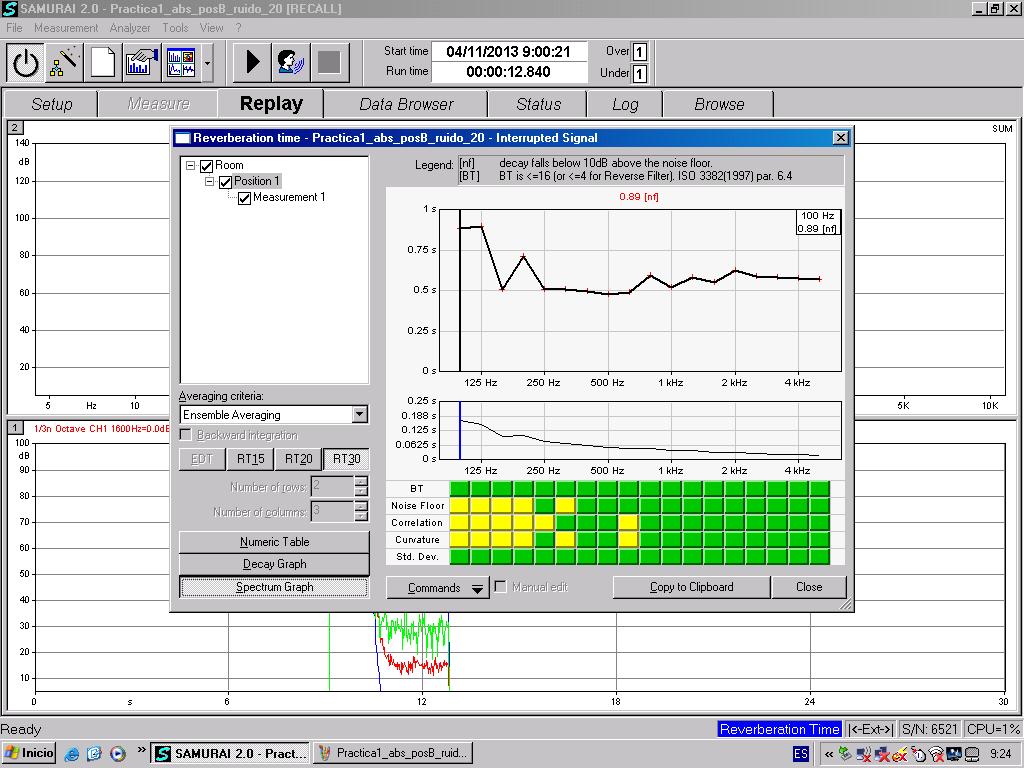 SAMURAI 2.0 - Practica1_abs_posB_ruido_20 [RECALL]
File Measurement Analyzer Tools View ?
Start time 04/11/2013 9:00:21 Over 1
Run time 00:00:12.840 Under 1
Setup Measure Replay Data Browser Status Log Browse
2 SUM
140
dB
120
100
80
60
40
20
5 Hz 10 5K 10K
Reverberation time - Practica1_abs_posB_ruido_20 - Interrupted Signal
Room
Position 1
Measurement 1
Averaging criteria:
Ensemble Averaging
Backward integration
EDT RT15 RT20 RT30
Number of rows: 2
Number of columns: 3
Numeric Table
Decay Graph
Spectrum Graph
Legend: [nf] decay falls below 10dB above the noise floor.
[BT] BT is <=16 (or <=4 for Reverse Filter). ISO 3382(1997) par. 6.4
0.89 [nf]
1 s
100 Hz
0.89 [nf]
0.75 s
0.5 s
0.25 s
0 s
125 Hz 250 Hz 500 Hz 1 kHz 2 kHz 4 kHz
0.25 s
0.188 s
0.125 s
0.0625 s
0 s
125 Hz 250 Hz 500 Hz 1 kHz 2 kHz 4 kHz
BT
Noise Floor
Correlation
Curvature
Std. Dev.
Commands Manual edit Copy to Clipboard Close
1 1/3n Octave CH1 1600Hz=0.0dB
100
dB
90
80
70
60
50
40
30
20
10
0 s 6 12 18 24 30
Ready Reverberation Time |<-Ext->| S/N: 6521 CPU=1%
Inicio » SAMURAI 2.0 - Pract... Practica1_abs_posB_ruid... ES « 9:24